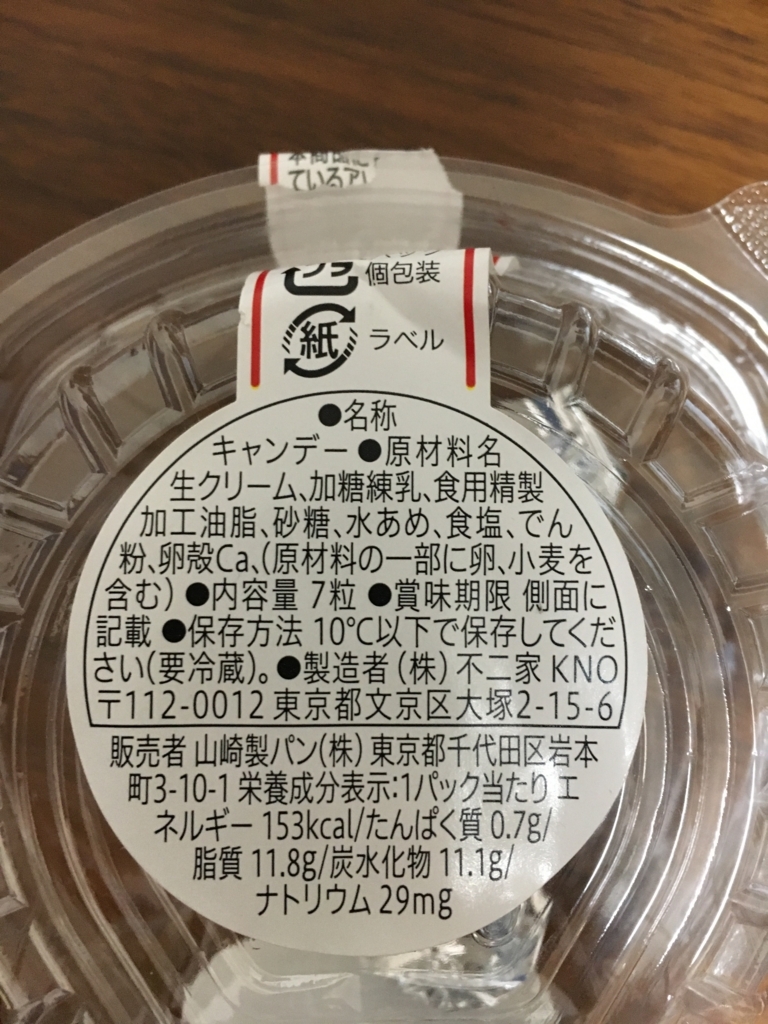 ているア
プラ
個包装
紙 ラベル
●名称
キャンデー ●原材料名
生クリーム、加糖練乳、食用精製
加工油脂、砂糖、水あめ、食塩、でん
粉、卵殻Ca、(原材料の一部に卵、小麦を
含む) ●内容量 7粒 ●賞味期限 側面に
記載 ●保存方法 10℃以下で保存してくだ
さい(要冷蔵)。●製造者 (株) 不二家 KNO
〒112-0012 東京都文京区大塚2-15-6
販売者 山崎製パン(株) 東京都千代田区岩本
町3-10-1 栄養成分表示:1パック当たり エ
ネルギー 153kcal/たんぱく質 0.7g/
脂質 11.8g/炭水化物 11.1g/
ナトリウム 29mg